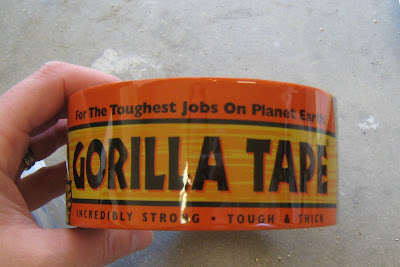 For The Toughest Jobs On Planet Earth
GORILLA TAPE
INCREDIBLY STRONG • TOUGH & THICK